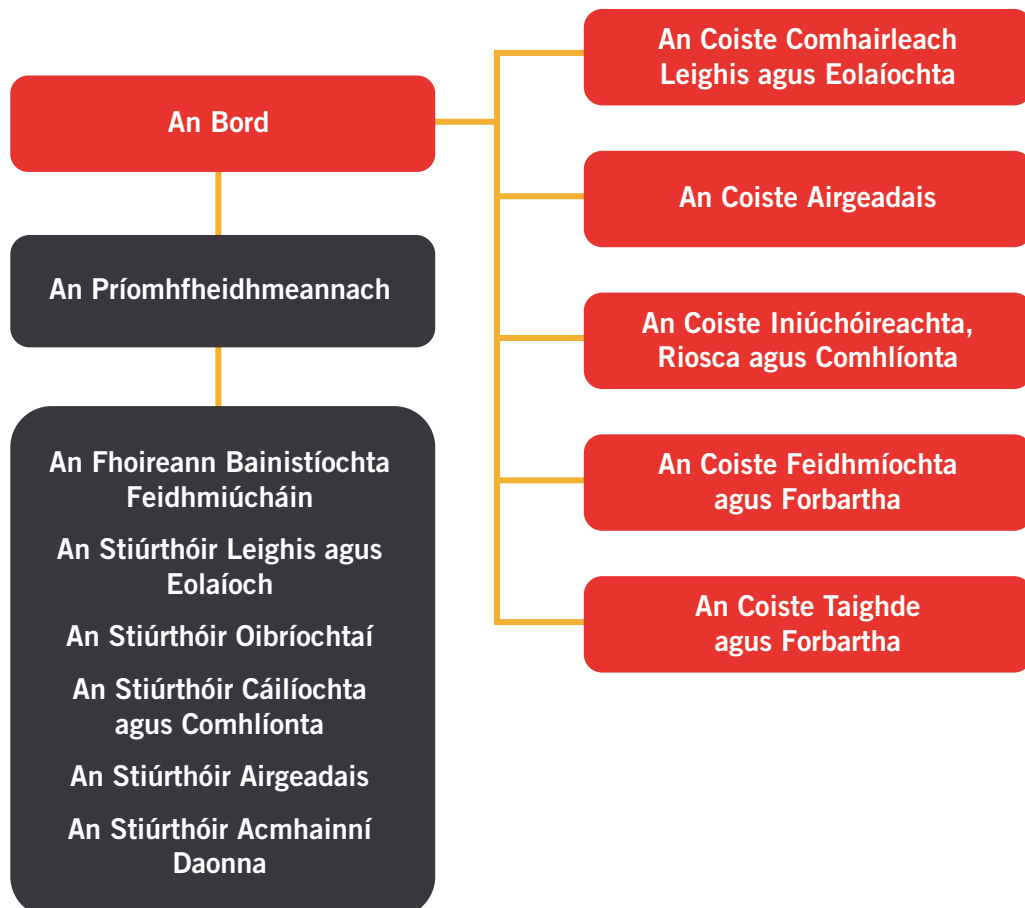 An Bord
An Príomhfheidhmeannach
An Fhoireann Bainistíochta
Feidhmiúcháin
An Stiúrthóir Leighis agus
Eolaíoch
An Stiúrthóir Oibríochtaí
An Stiúrthóir Cáilíochta
agus Comhlíonta
An Stiúrthóir Airgeadais
An Stiúrthóir Acmhainní
Daonna
An Coiste Comhairleach
Leighis agus Eolaíochta
An Coiste Airgeadais
An Coiste Iniúchóireachta,
Riosca agus Comhlíonta
An Coiste Feidhmíochta
agus Forbartha
An Coiste Taighde
agus Forbartha